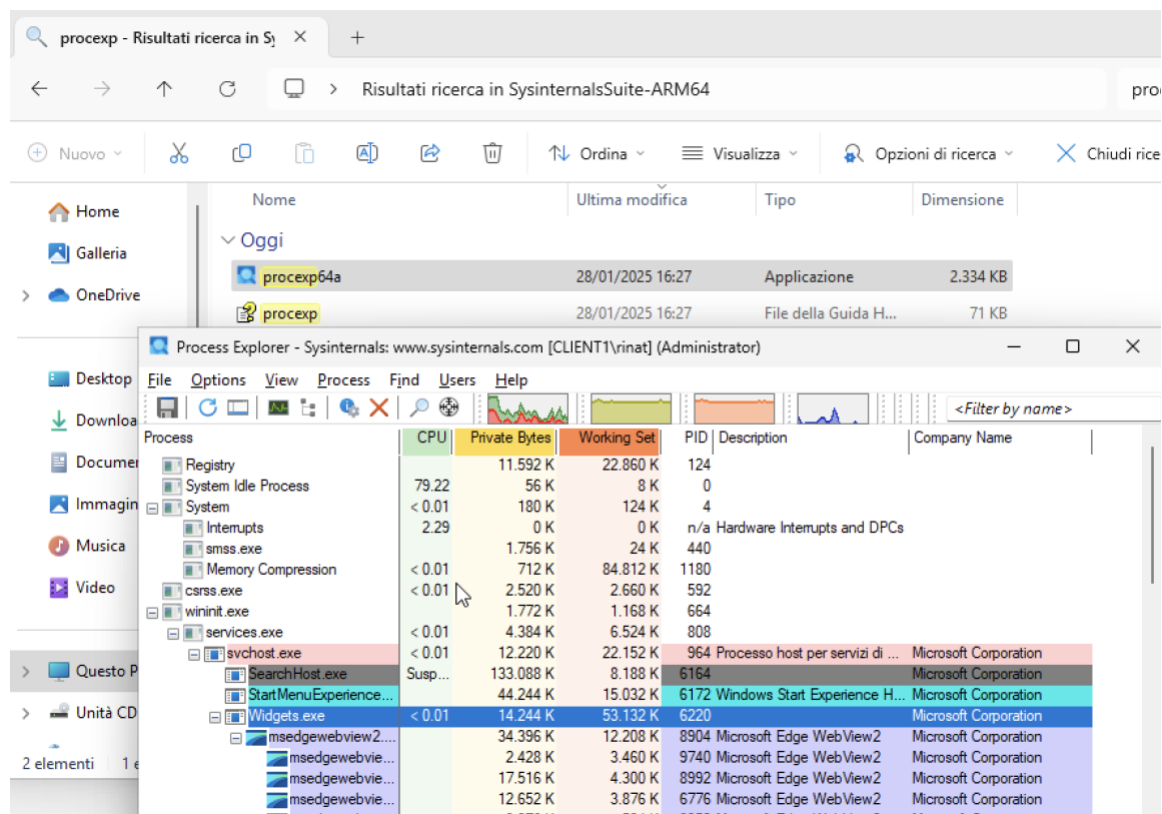 procexp - Risultati ricerca in Sy
Risultati ricerca in SysinternalsSuite-ARM64
Nuovo
Ordina
Visualizza
Opzioni di ricerca
Chiudi rice
Nome Ultima modifica Tipo Dimensione
Home
Galleria
OneDrive
Desktop
Downloa
Documen
Immagin
Musica
Video
Questo P
Unità CD
2 elementi
Oggi
procexp64a 28/01/2025 16:27 Applicazione 2.334 KB
procexp 28/01/2025 16:27 File della Guida H... 71 KB
Process Explorer - Sysinternals: www.sysinternals.com [CLIENT1\rinat] (Administrator)
File Options View Process Find Users Help
<Filter by name>
Process CPU Private Bytes Working Set PID Description Company Name
Registry 11.592 K 22.860 K 124
System Idle Process 79.22 56 K 8 K 0
System < 0.01 180 K 124 K 4
Interrupts 2.29 0 K 0 K n/a Hardware Interrupts and DPCs
smss.exe 1.756 K 24 K 440
Memory Compression < 0.01 712 K 84.812 K 1180
csrss.exe < 0.01 2.520 K 2.660 K 592
wininit.exe 1.772 K 1.168 K 664
services.exe < 0.01 4.384 K 6.524 K 808
svchost.exe < 0.01 12.220 K 22.152 K 964 Processo host per servizi di ... Microsoft Corporation
SearchHost.exe Susp... 133.088 K 8.188 K 6164 Microsoft Corporation
StartMenuExperience... 44.244 K 15.032 K 6172 Windows Start Experience H... Microsoft Corporation
Widgets.exe < 0.01 14.244 K 53.132 K 6220 Microsoft Corporation
msedgewebview2.... 34.396 K 12.208 K 8904 Microsoft Edge WebView2 Microsoft Corporation
msedgewebvie... 2.428 K 3.460 K 9740 Microsoft Edge WebView2 Microsoft Corporation
msedgewebvie... 17.516 K 4.300 K 8992 Microsoft Edge WebView2 Microsoft Corporation
msedgewebvie... 12.652 K 3.876 K 6776 Microsoft Edge WebView2 Microsoft Corporation